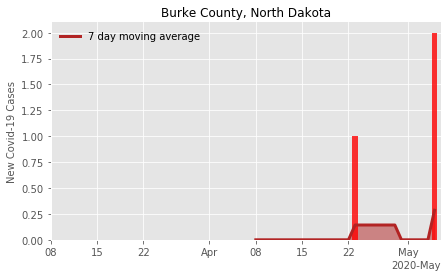 Burke County, North Dakota
7 day moving average
New Covid-19 Cases
2.00
1.75
1.50
1.25
1.00
0.75
0.50
0.25
0.00
08 15 22 Apr 08 15 22 May
2020-May